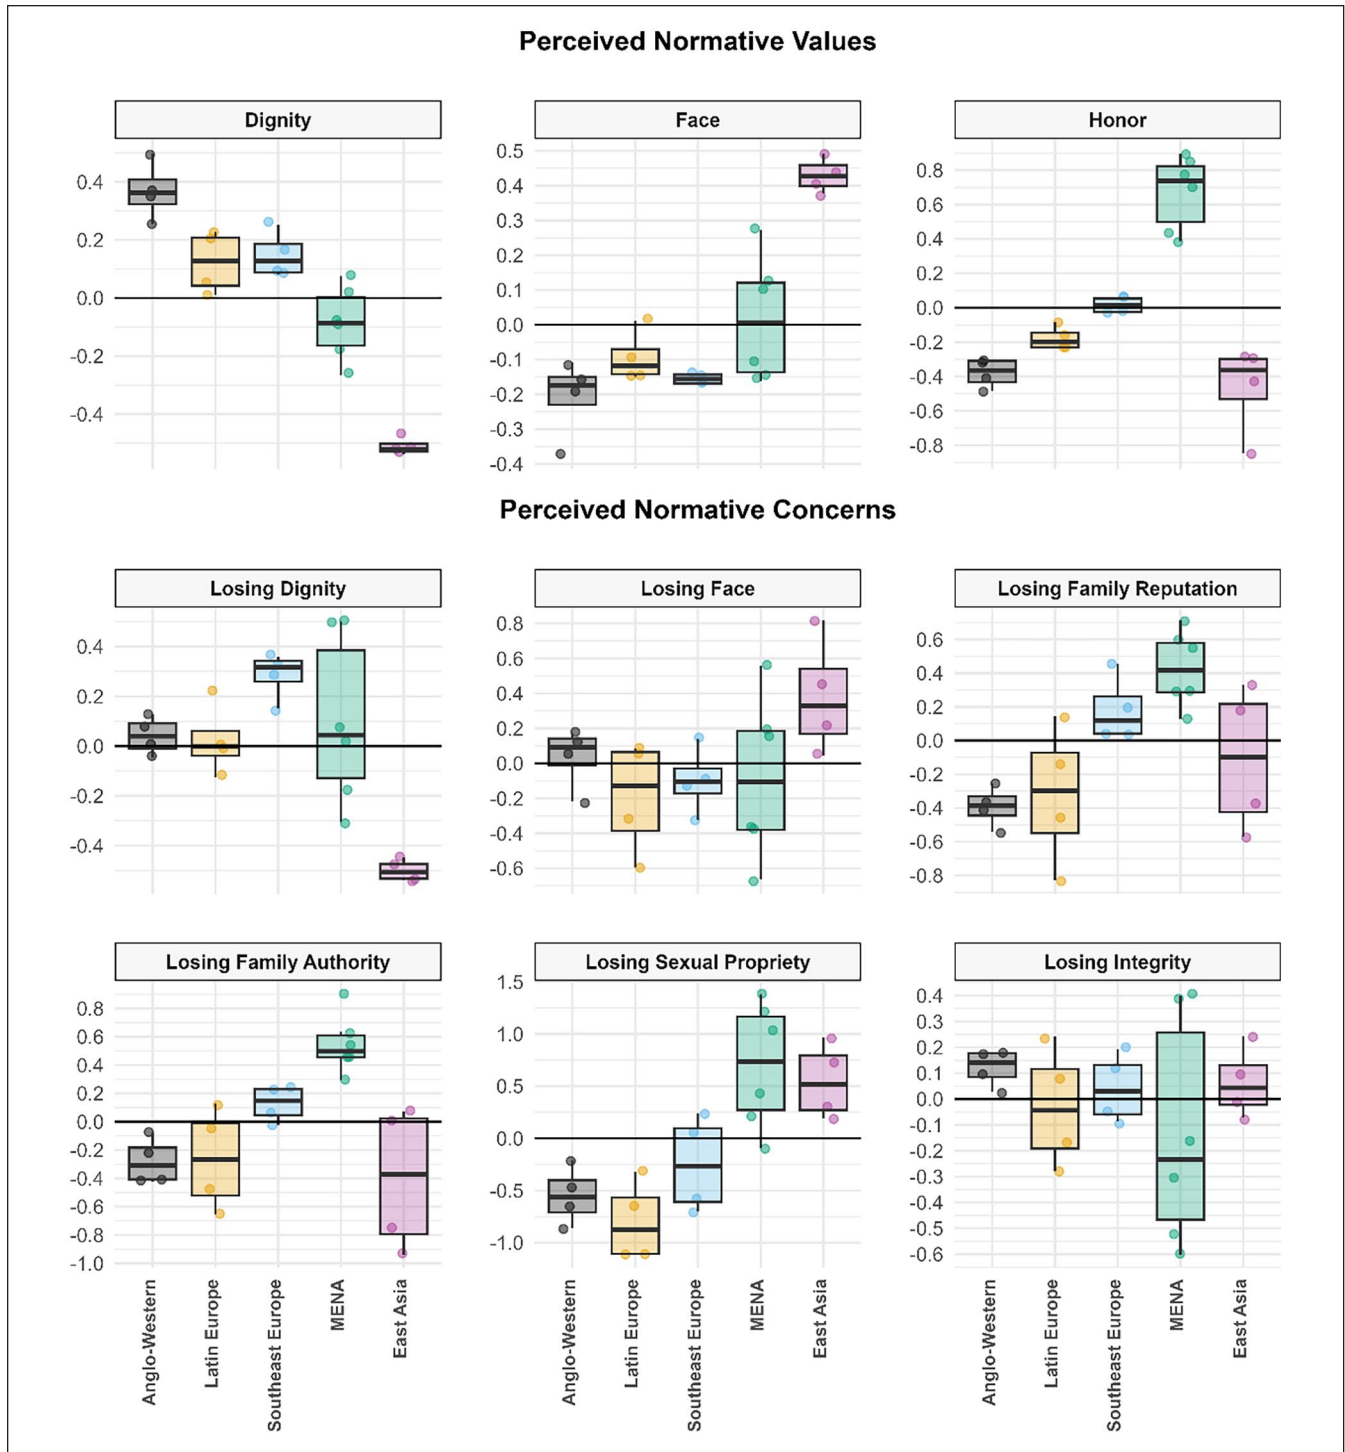 Perceived Normative Values
Dignity
Face
Honor
0.4
0.2
0.0
-0.2
-0.4
0.5
0.4
0.3
0.2
0.1
0.0
-0.1
-0.2
-0.3
-0.4
0.8
0.6
0.4
0.2
0.0
-0.2
-0.4
-0.6
-0.8
Perceived Normative Concerns
Losing Dignity
Losing Face
Losing Family Reputation
0.4
0.2
0.0
-0.2
-0.4
0.8
0.6
0.4
0.2
0.0
-0.2
-0.4
-0.6
0.6
0.4
0.2
0.0
-0.2
-0.4
-0.6
-0.8
Losing Family Authority
Losing Sexual Propriety
Losing Integrity
0.8
0.6
0.4
0.2
0.0
-0.2
-0.4
-0.6
-0.8
-1.0
1.5
1.0
0.5
0.0
-0.5
-1.0
0.4
0.3
0.2
0.1
0.0
-0.1
-0.2
-0.3
-0.4
-0.5
-0.6
Anglo-Western
Latin Europe
Southeast Europe
MENA
East Asia
Anglo-Western
Latin Europe
Southeast Europe
MENA
East Asia
Anglo-Western
Latin Europe
Southeast Europe
MENA
East Asia